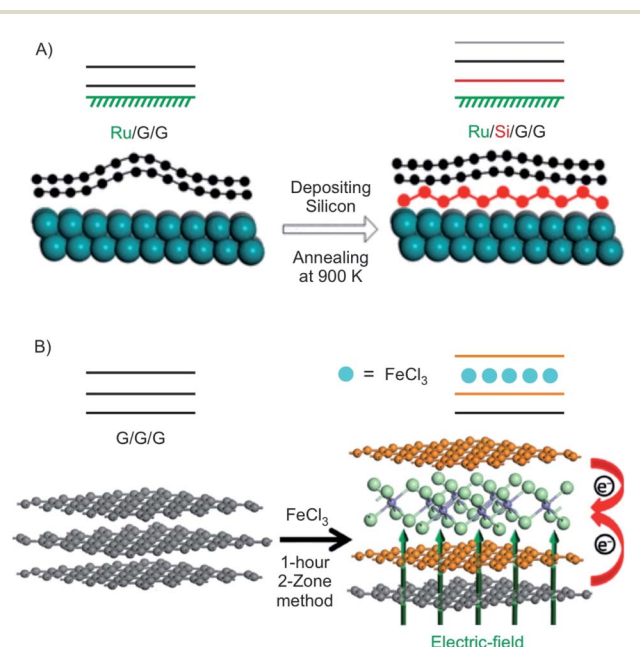 A)
Ru/G/G
Ru/Si/G/G
Depositing
Silicon
Annealing
at 900 K
B)
= FeCl₃
G/G/G
FeCl₃
1-hour
2-Zone
method
e⁻
e⁻
Electric-field